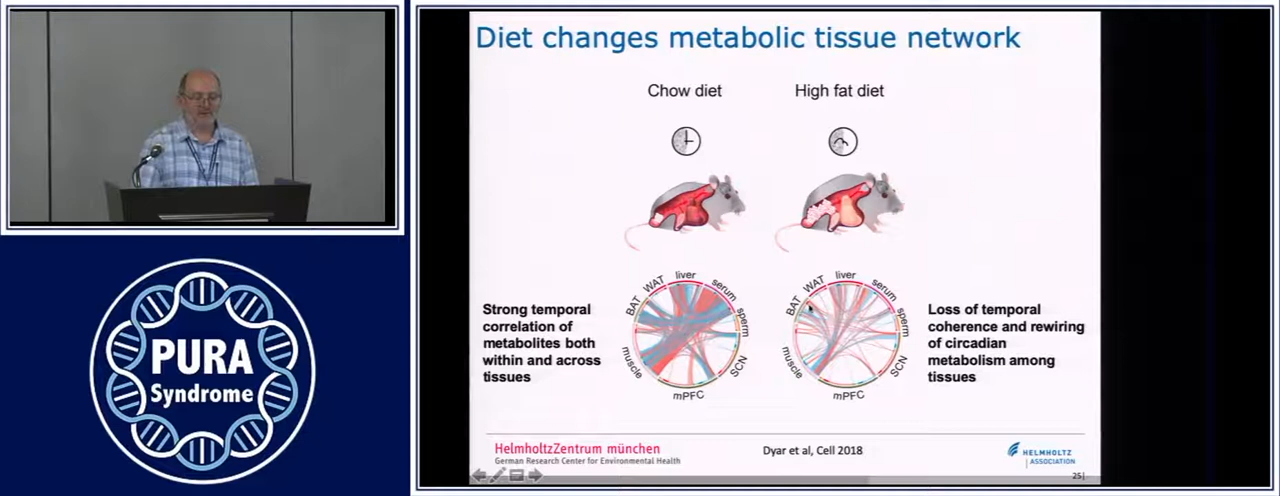 Diet changes metabolic tissue network
Chow diet
High fat diet
Strong temporal
correlation of
metabolites both
within and across
tissues
BAT
WAT
liver
serum
sperm
SCN
mPFC
muscle
BAT
WAT
liver
serum
sperm
SCN
mPFC
muscle
Loss of temporal
coherence and rewiring
of circadian
metabolism among
tissues
HelmholtzZentrum münchen
German Research Center for Environmental Health
Dyar et al, Cell 2018
HELMHOLTZ
ASSOCIATION
25|
PURA
Syndrome